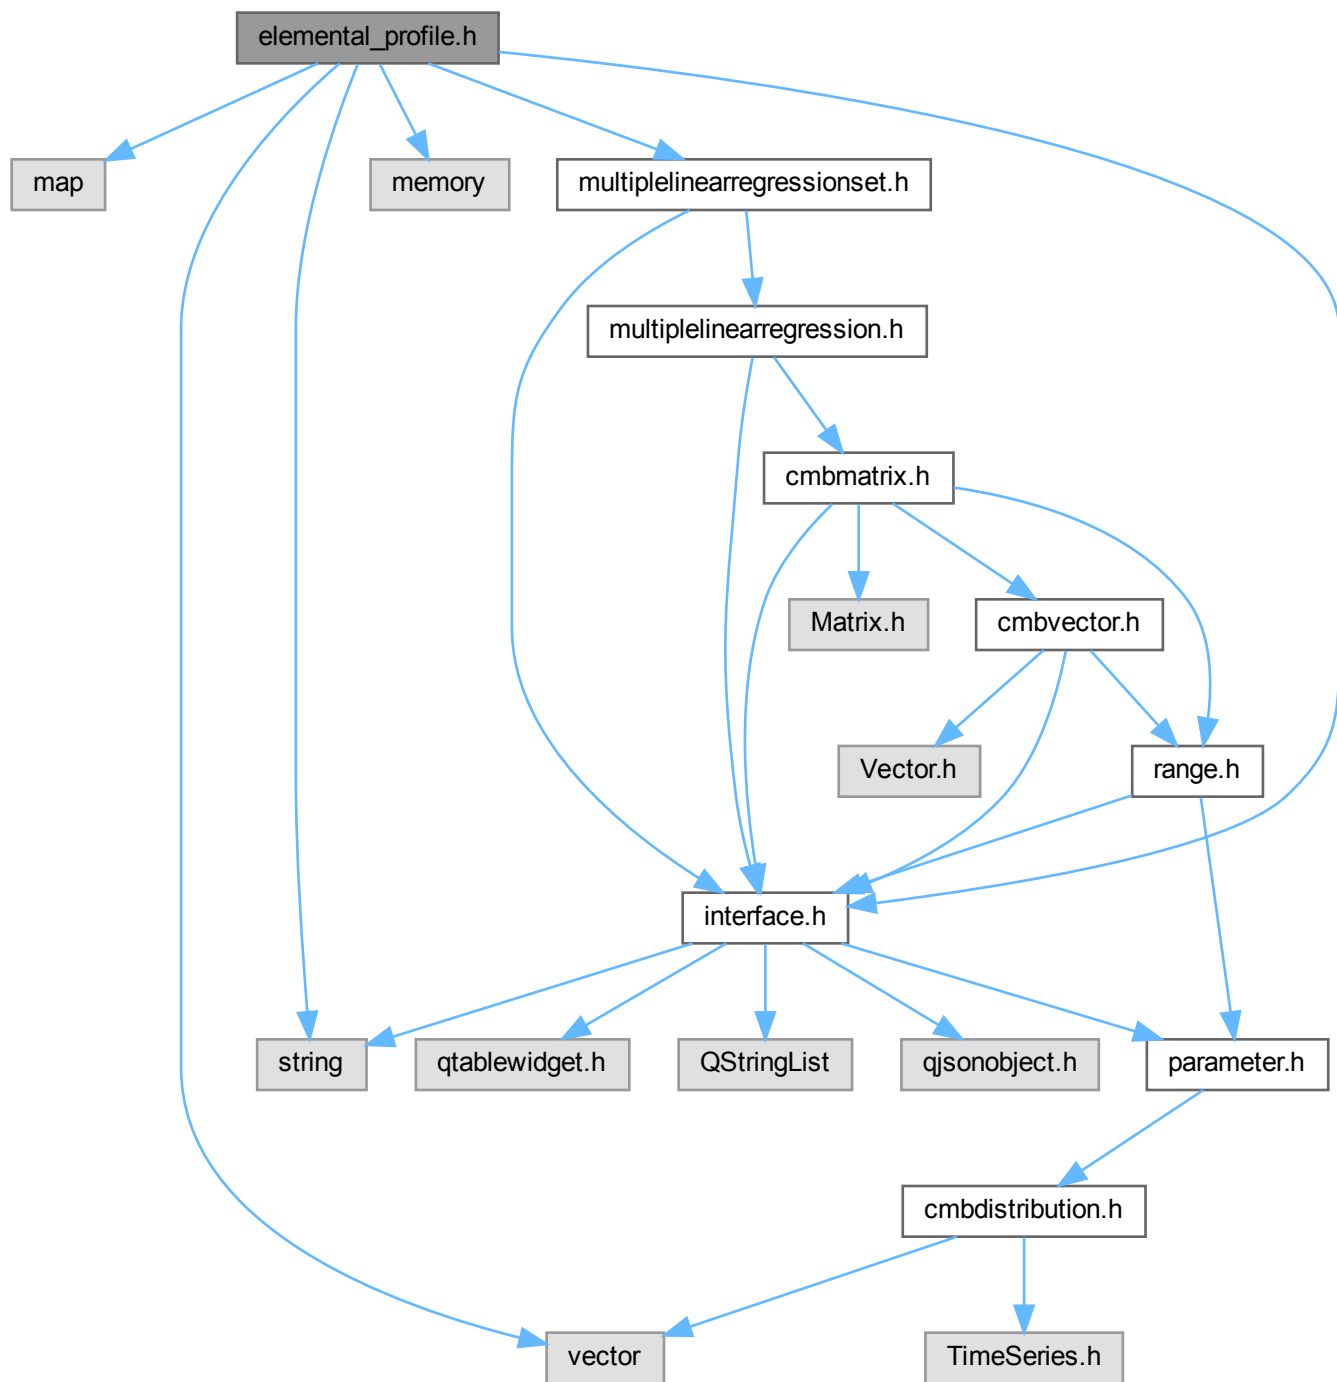 elemental_profile.h
map
memory
multiplelinearregressionset.h
multiplelinearregression.h
cmbmatrix.h
Matrix.h
cmbvector.h
Vector.h
range.h
interface.h
string
qtablewidget.h
QStringList
qjsonobject.h
parameter.h
cmbdistribution.h
vector
TimeSeries.h